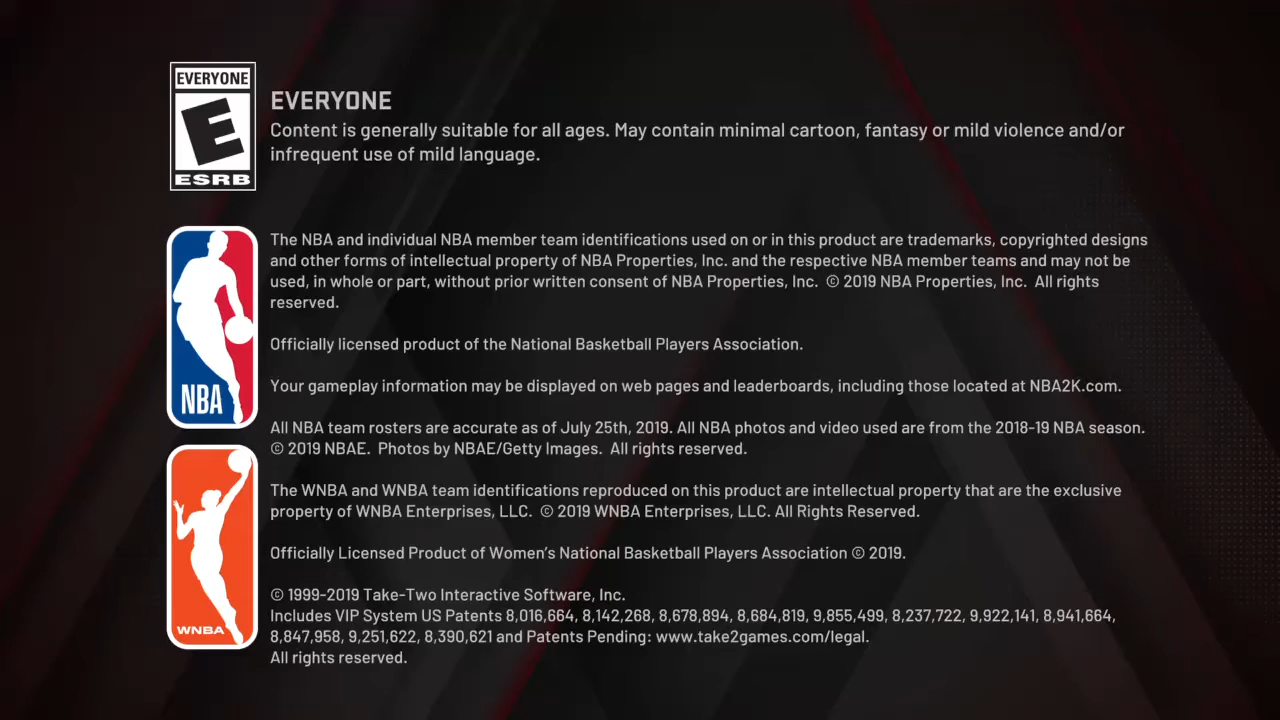 EVERYONE
E
ESRB
EVERYONE
Content is generally suitable for all ages. May contain minimal cartoon, fantasy or mild violence and/or
infrequent use of mild language.
NBA
The NBA and individual NBA member team identifications used on or in this product are trademarks, copyrighted designs
and other forms of intellectual property of NBA Properties, Inc. and the respective NBA member teams and may not be
used, in whole or part, without prior written consent of NBA Properties, Inc.  © 2019 NBA Properties, Inc.  All rights
reserved.
Officially licensed product of the National Basketball Players Association.
Your gameplay information may be displayed on web pages and leaderboards, including those located at NBA2K.com.
All NBA team rosters are accurate as of July 25th, 2019. All NBA photos and video used are from the 2018-19 NBA season.
© 2019 NBAE.  Photos by NBAE/Getty Images.  All rights reserved.
WNBA
The WNBA and WNBA team identifications reproduced on this product are intellectual property that are the exclusive
property of WNBA Enterprises, LLC.  © 2019 WNBA Enterprises, LLC. All Rights Reserved.
Officially Licensed Product of Women's National Basketball Players Association © 2019.
© 1999-2019 Take-Two Interactive Software, Inc.
Includes VIP System US Patents 8,016,664, 8,142,268, 8,678,894, 8,684,819, 9,855,499, 8,237,722, 9,922,141, 8,941,664,
8,847,958, 9,251,622, 8,390,621 and Patents Pending: www.take2games.com/legal.
All rights reserved.